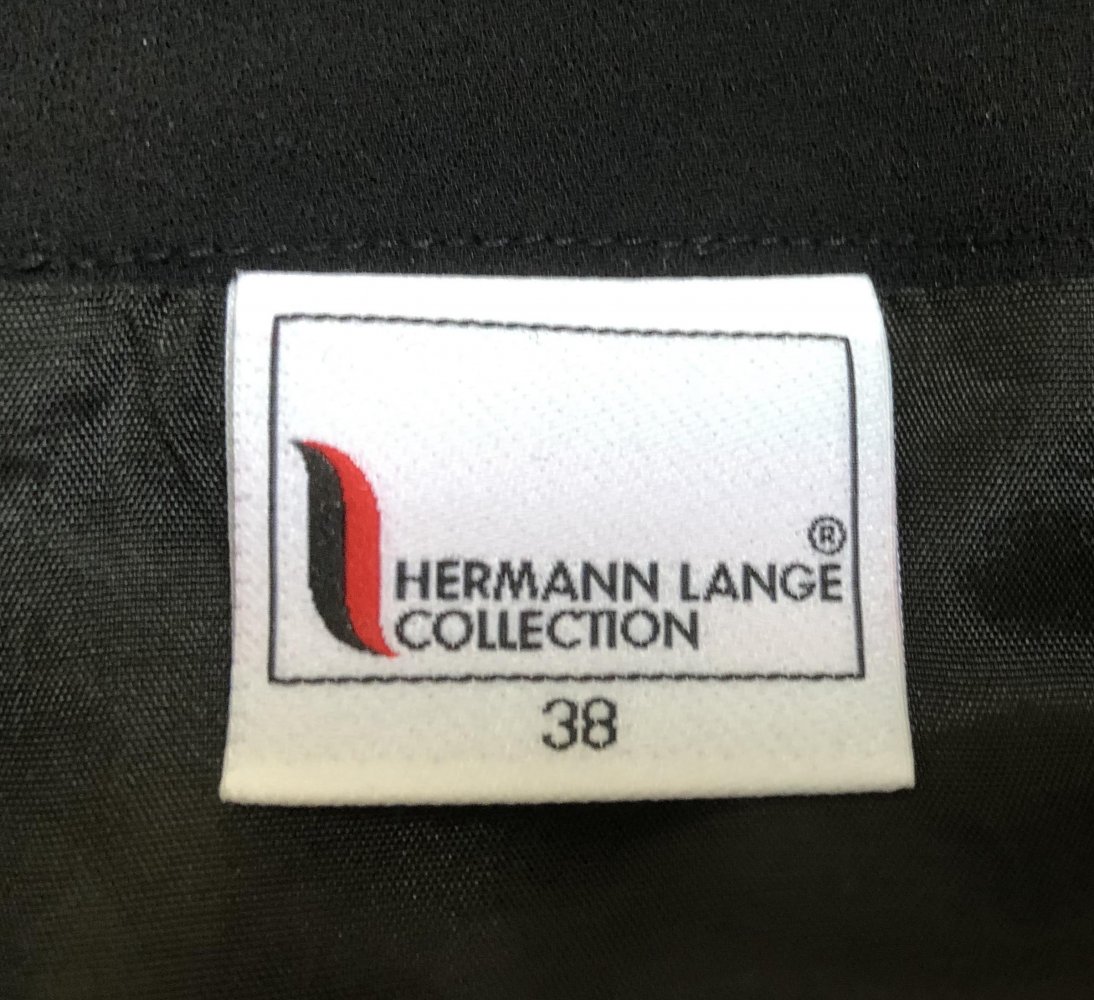 ®
HERMANN LANGE
COLLECTION
38